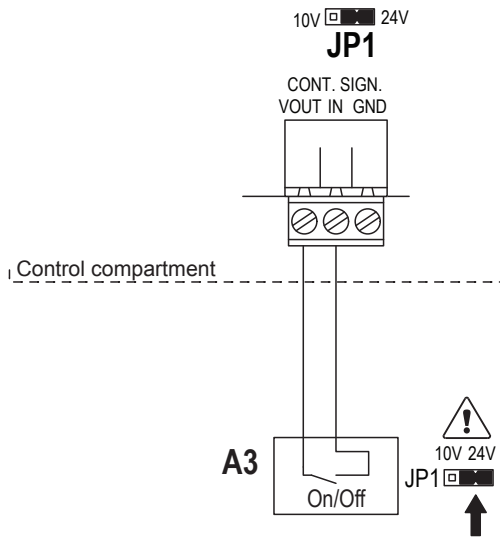 10V 24V
JP1
CONT. SIGN.
VOUT IN GND
Control compartment
A3
On/Off
10V 24V
JP1